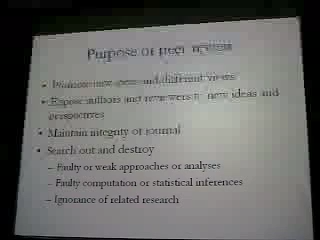 Purpose of peer review
• Promote new ideas and different views
• Expose authors and reviewers to new ideas and
perspectives
• Maintain integrity of journal
• Search out and destroy
– Faulty or weak approaches or analyses
– Faulty computation or statistical inferences
– Ignorance of related research